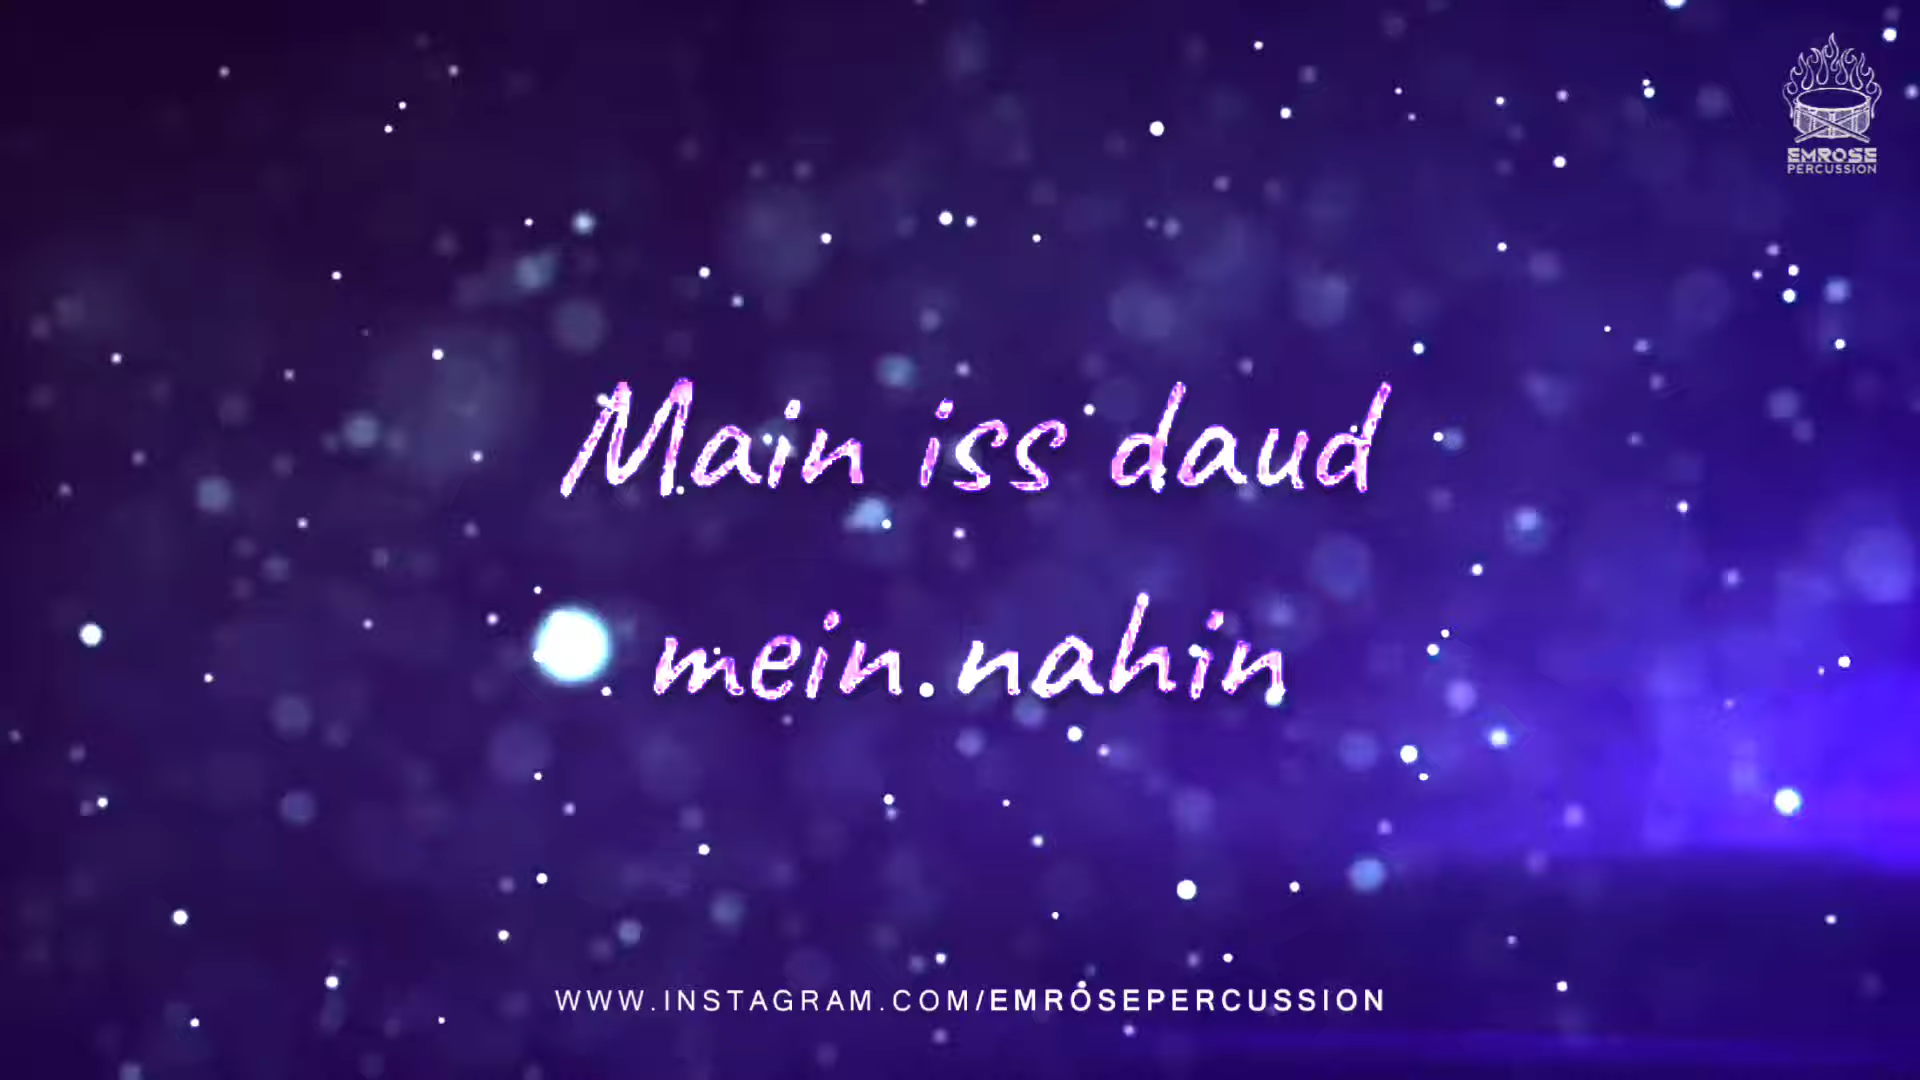 EMROSE
PERCUSSION
Main iss daud
mein nahin
WWW.INSTAGRAM.COM/EMROSEPERCUSSION